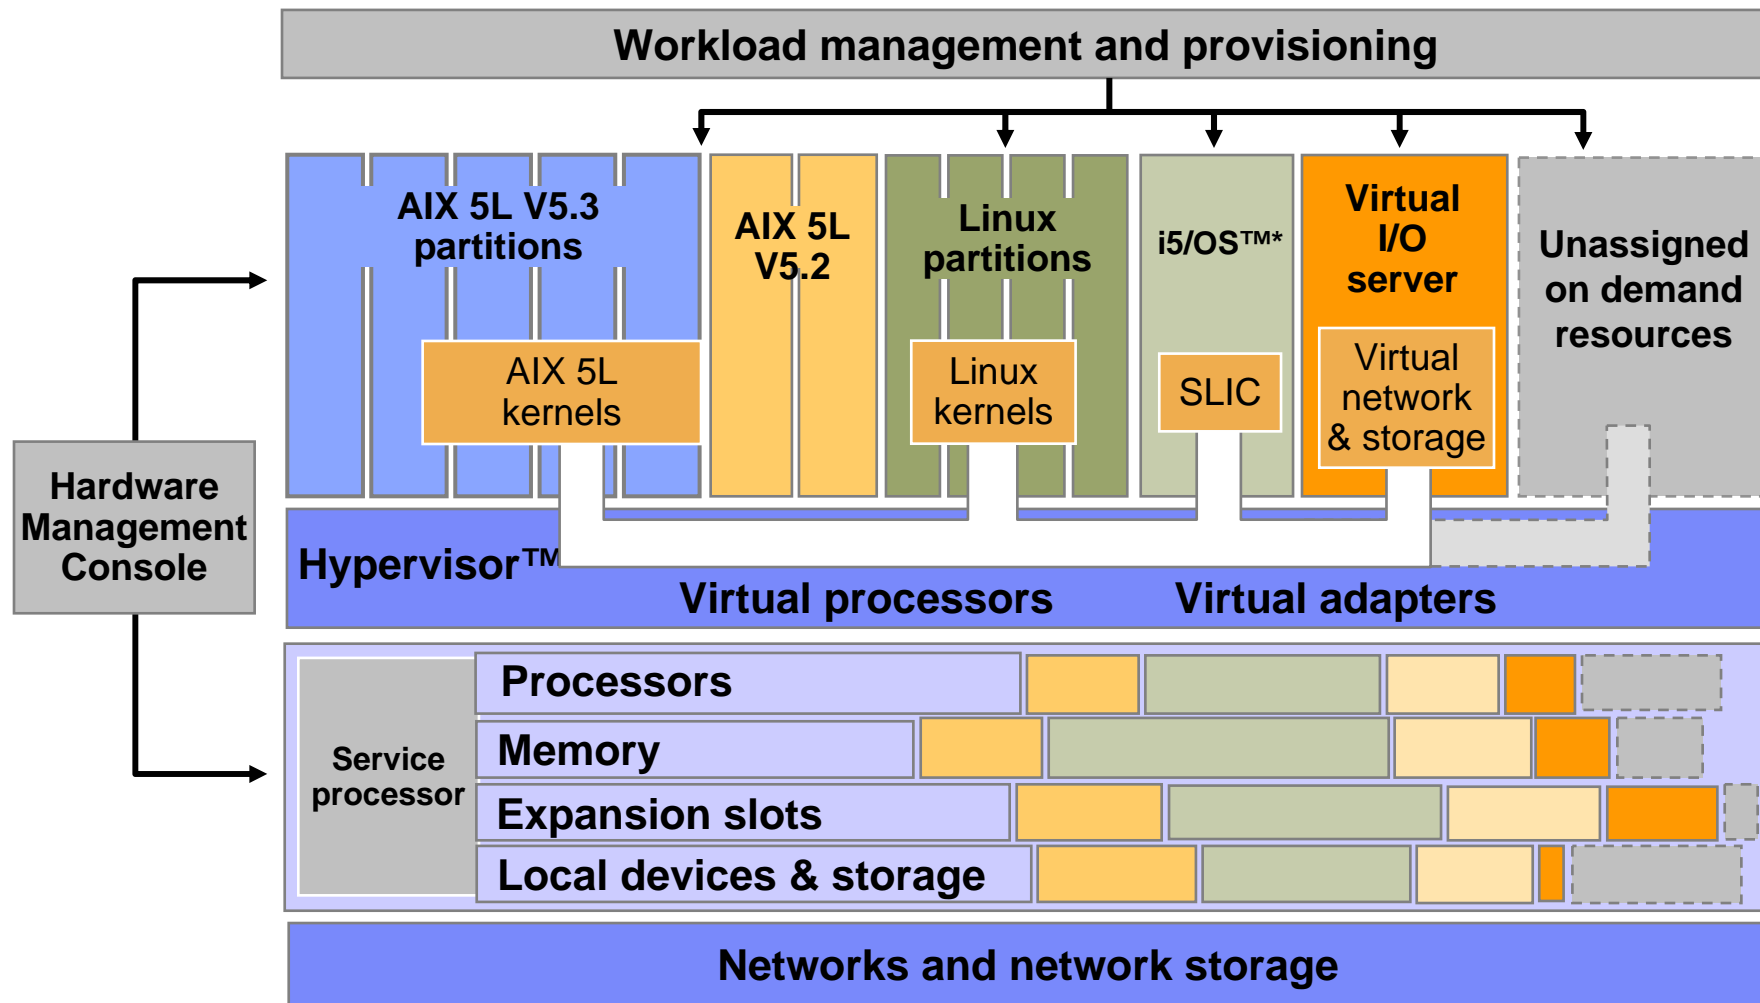 Workload management and provisioning
AIX 5L V5.3
partitions
AIX 5L
V5.2
Linux
partitions
i5/OS™*
Virtual
I/O
server
Unassigned
on demand
resources
AIX 5L
kernels
Linux
kernels
SLIC
Virtual
network
& storage
Hardware
Management
Console
Hypervisor™
Virtual processors
Virtual adapters
Service
processor
Processors
Memory
Expansion slots
Local devices & storage
Networks and network storage